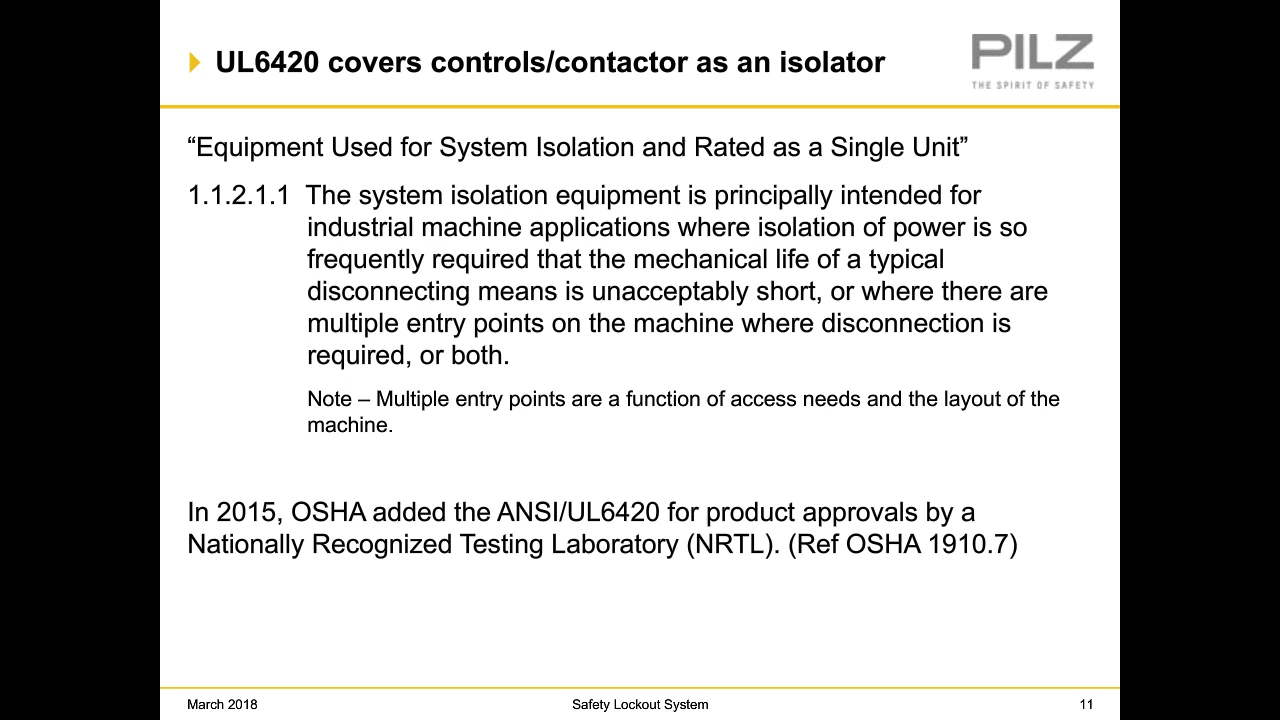 UL6420 covers controls/contactor as an isolator
PILZ
THE SPIRIT OF SAFETY
“Equipment Used for System Isolation and Rated as a Single Unit”
1.1.2.1.1 The system isolation equipment is principally intended for
industrial machine applications where isolation of power is so
frequently required that the mechanical life of a typical
disconnecting means is unacceptably short, or where there are
multiple entry points on the machine where disconnection is
required, or both.
Note – Multiple entry points are a function of access needs and the layout of the
machine.
In 2015, OSHA added the ANSI/UL6420 for product approvals by a
Nationally Recognized Testing Laboratory (NRTL). (Ref OSHA 1910.7)
March 2018 Safety Lockout System 11